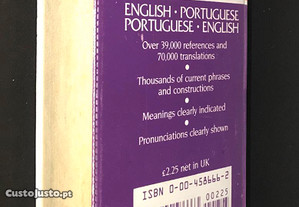 ENGLISH · PORTUGUESE
PORTUGUESE · ENGLISH
Over 39,000 references and
70,000 translations
•
Thousands of current phrases
and constructions
•
Meanings clearly indicated
•
Pronunciations clearly shown
£2.25 net in UK
ISBN 0-00-458666-2
00225
CustoJusto.pt